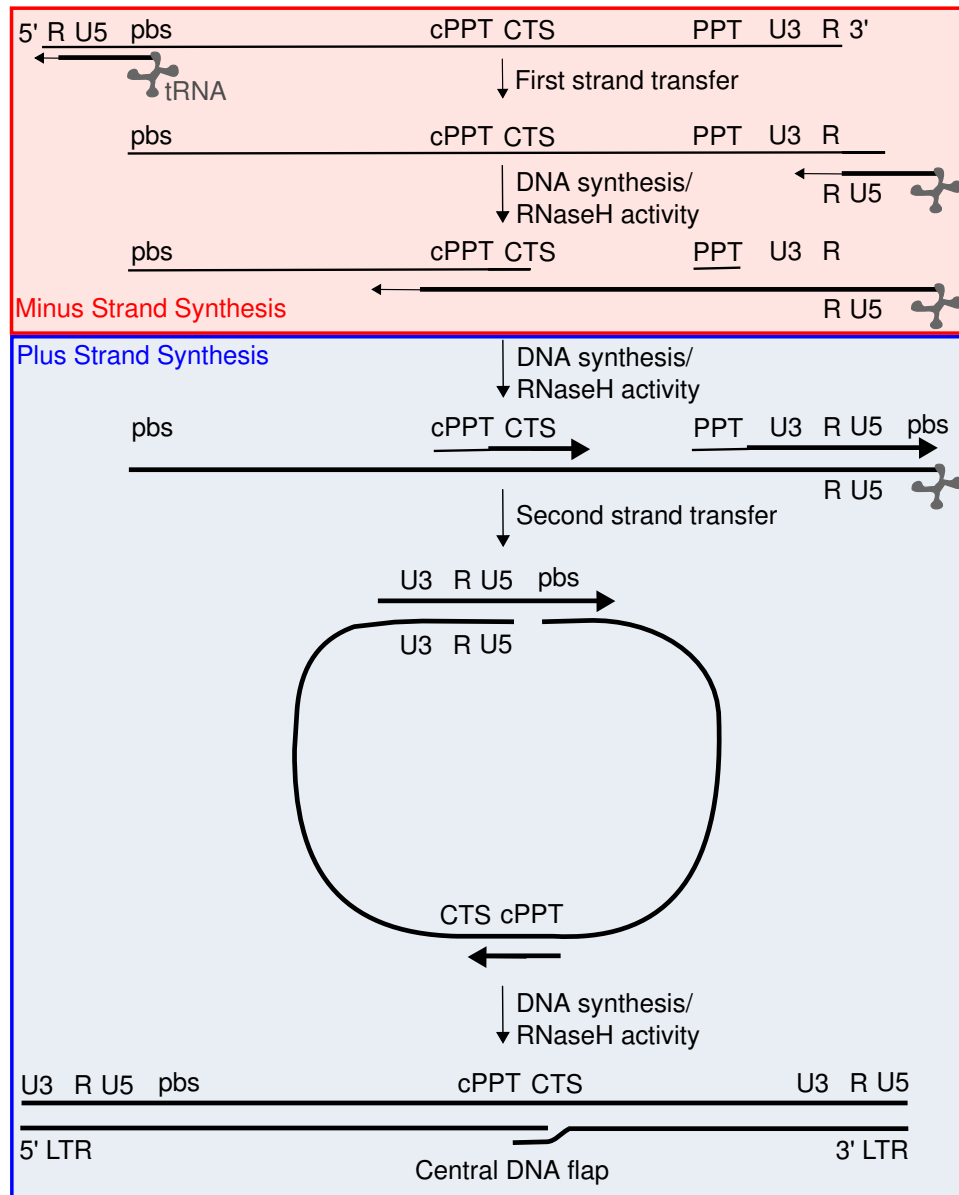 5' R U5 pbs cPPT CTS PPT U3 R 3'
tRNA
First strand transfer
pbs cPPT CTS PPT U3 R
R U5
DNA synthesis/
RNaseH activity
pbs cPPT CTS PPT U3 R
R U5
Minus Strand Synthesis
Plus Strand Synthesis
DNA synthesis/
RNaseH activity
pbs cPPT CTS PPT U3 R U5 pbs
R U5
Second strand transfer
U3 R U5 pbs
U3 R U5
CTS cPPT
DNA synthesis/
RNaseH activity
U3 R U5 pbs cPPT CTS U3 R U5
5' LTR 3' LTR
Central DNA flap